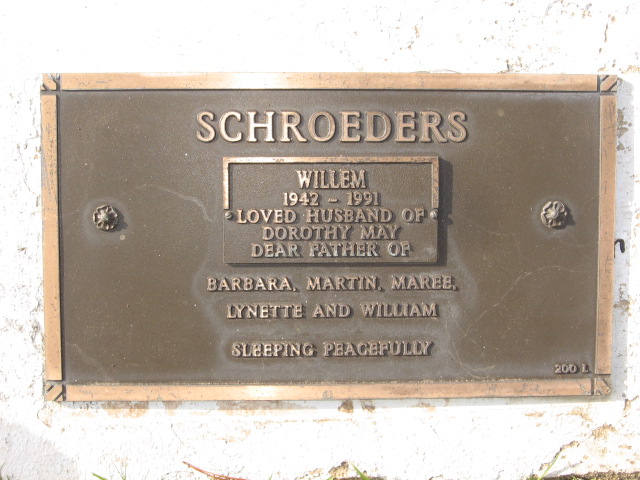 SCHROEDERS
WILLEM
1942 - 1991
LOVED HUSBAND OF
DOROTHY MAY
DEAR FATHER OF
BARBARA, MARTIN, MAREE,
LYNETTE AND WILLIAM
SLEEPING PEACEFULLY
200 L